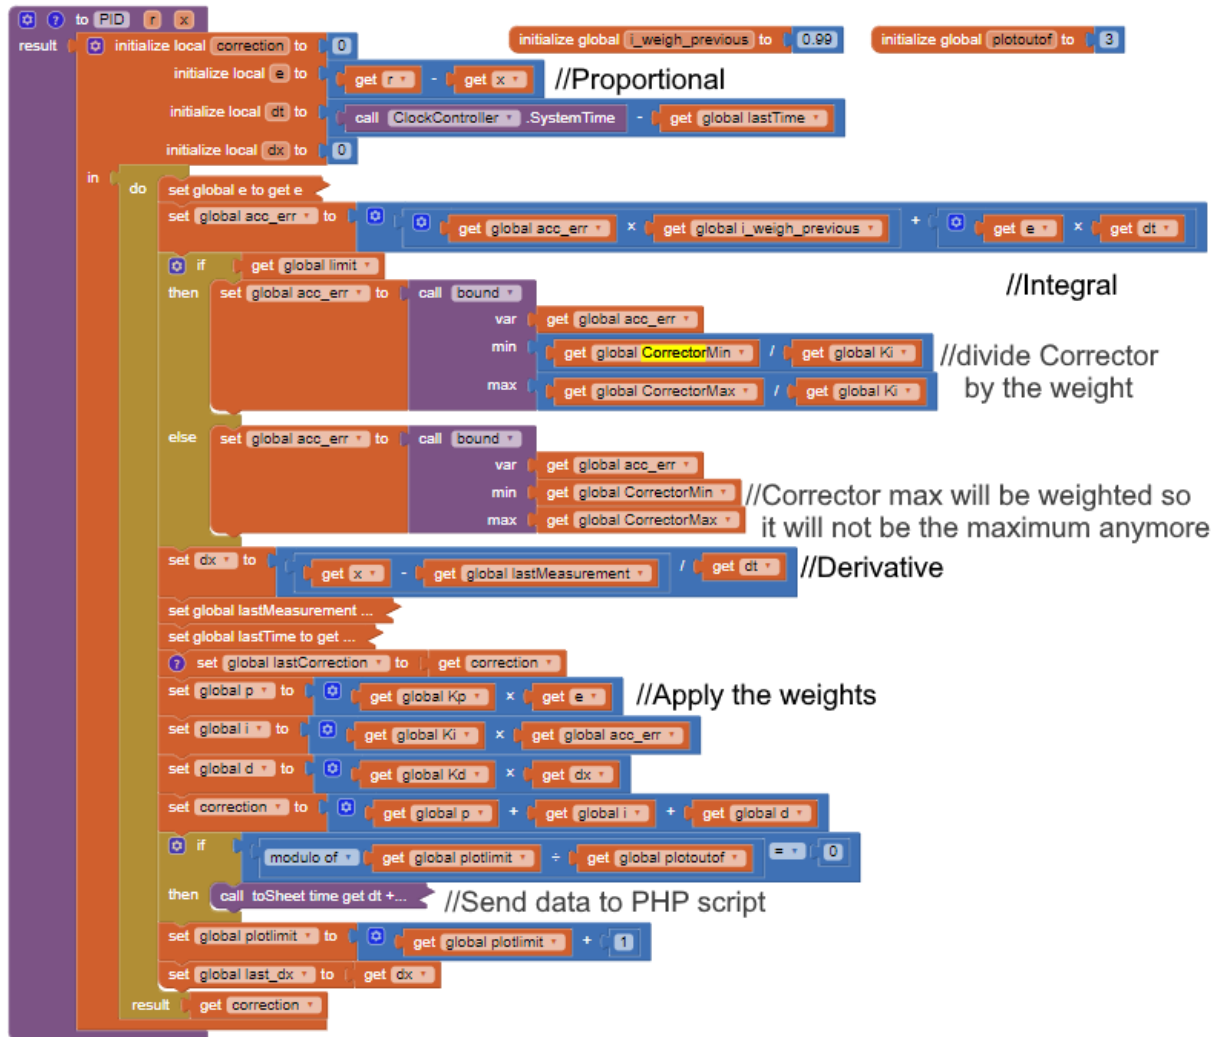 to PID r x
initialize global i_weigh_previous to 0.99
initialize global plotoutof to 3
result initialize local correction to 0
initialize local e to get r - get x //Proportional
initialize local dt to call ClockController .SystemTime - get global lastTime
initialize local dx to 0
in do set global e to get e
set global acc_err to get global acc_err × get global i_weigh_previous + get e × get dt
if get global limit
//Integral
then set global acc_err to call bound
var get global acc_err
min get global CorrectorMin / get global Ki //divide Corrector
max get global CorrectorMax / get global Ki by the weight
else set global acc_err to call bound
var get global acc_err
min get global CorrectorMin //Corrector max will be weighted so
max get global CorrectorMax it will not be the maximum anymore
set dx to get x - get global lastMeasurement / get dt //Derivative
set global lastMeasurement ...
set global lastTime to get ...
? set global lastCorrection to get correction
set global p to get global Kp × get e //Apply the weights
set global i to get global Ki × get global acc_err
set global d to get global Kd × get dx
set correction to get global p + get global i + get global d
if modulo of get global plotlimit ÷ get global plotoutof = 0
then call toSheet time get dt +... //Send data to PHP script
set global plotlimit to get global plotlimit + 1
set global last_dx to get dx
result get correction